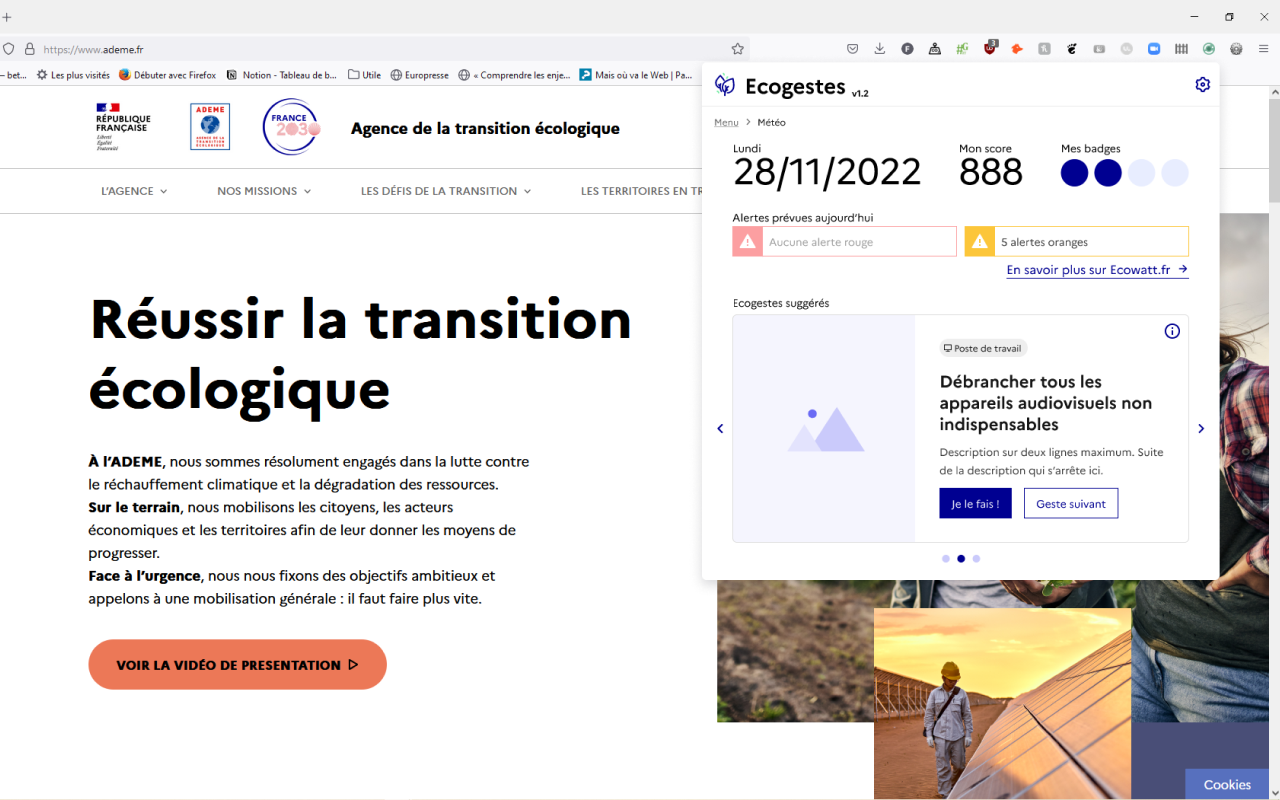 https://www.ademe.fr
3
– bet...
Les plus visités
Débuter avec Firefox
Notion - Tableau de b...
Utile
Europresse
« Comprendre les enje...
Mais où va le Web | Pa...
RÉPUBLIQUE
FRANÇAISE
Liberté
Égalité
Fraternité
ADEME
AGENCE DE LA
TRANSITION
ÉCOLOGIQUE
FRANCE
2030
Agence de la transition écologique
L'AGENCE
NOS MISSIONS
LES DÉFIS DE LA TRANSITION
LES TERRITOIRES EN TR
Réussir la transition
écologique
À l'ADEME, nous sommes résolument engagés dans la lutte contre
le réchauffement climatique et la dégradation des ressources.
Sur le terrain, nous mobilisons les citoyens, les acteurs
économiques et les territoires afin de leur donner les moyens de
progresser.
Face à l'urgence, nous nous fixons des objectifs ambitieux et
appelons à une mobilisation générale : il faut faire plus vite.
VOIR LA VIDÉO DE PRESENTATION
Ecogestes v1.2
Menu > Météo
Lundi
28/11/2022
Mon score
888
Mes badges
Alertes prévues aujourd'hui
Aucune alerte rouge
5 alertes oranges
En savoir plus sur Ecowatt.fr →
Ecogestes suggérés
Poste de travail
Débrancher tous les
appareils audiovisuels non
indispensables
Description sur deux lignes maximum. Suite
de la description qui s'arrête ici.
Je le fais !
Geste suivant
Cookies